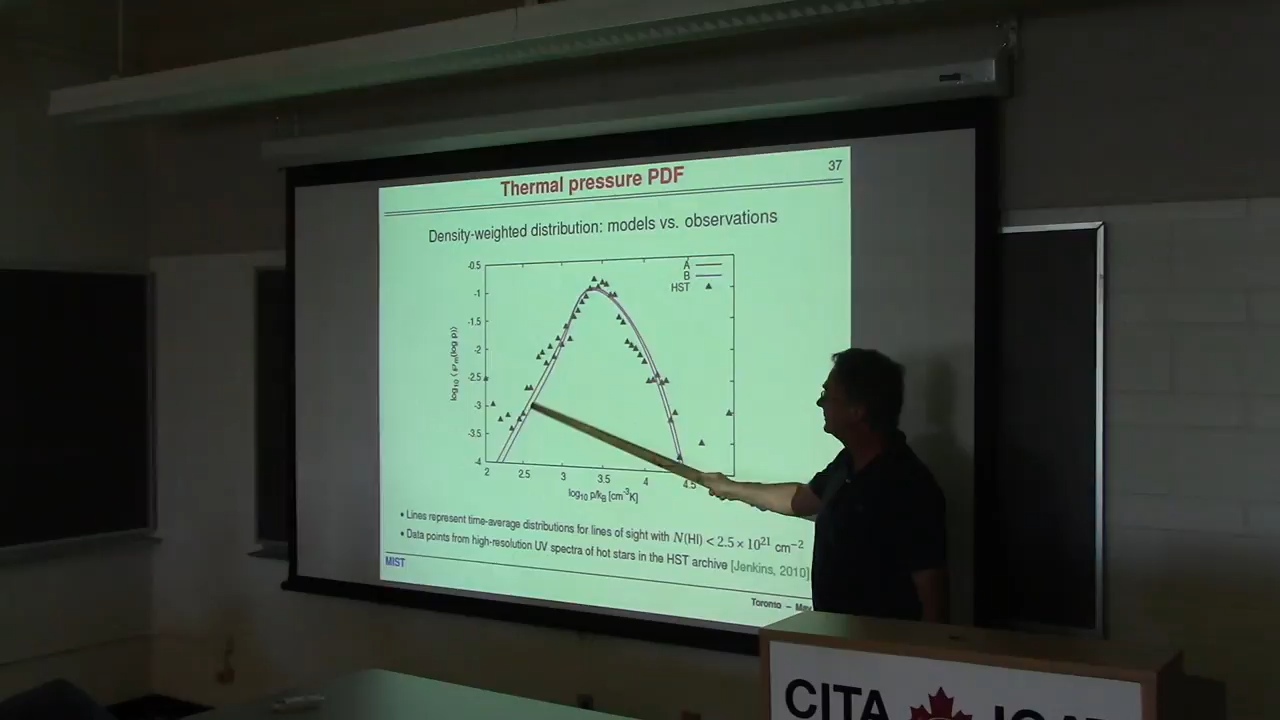 Thermal pressure PDF
37
Density-weighted distribution: models vs. observations
A
B
HST
-0.5
-1
-1.5
-2
-2.5
-3
-3.5
-4
2
2.5
3
3.5
4
4.5
log₁₀ p/k_B [cm⁻³K]
• Lines represent time-average distributions for lines of sight with N(HI) < 2.5 × 10²¹ cm⁻²
• Data points from high-resolution UV spectra of hot stars in the HST archive [Jenkins, 2010]
MIST
Toronto –
CITA